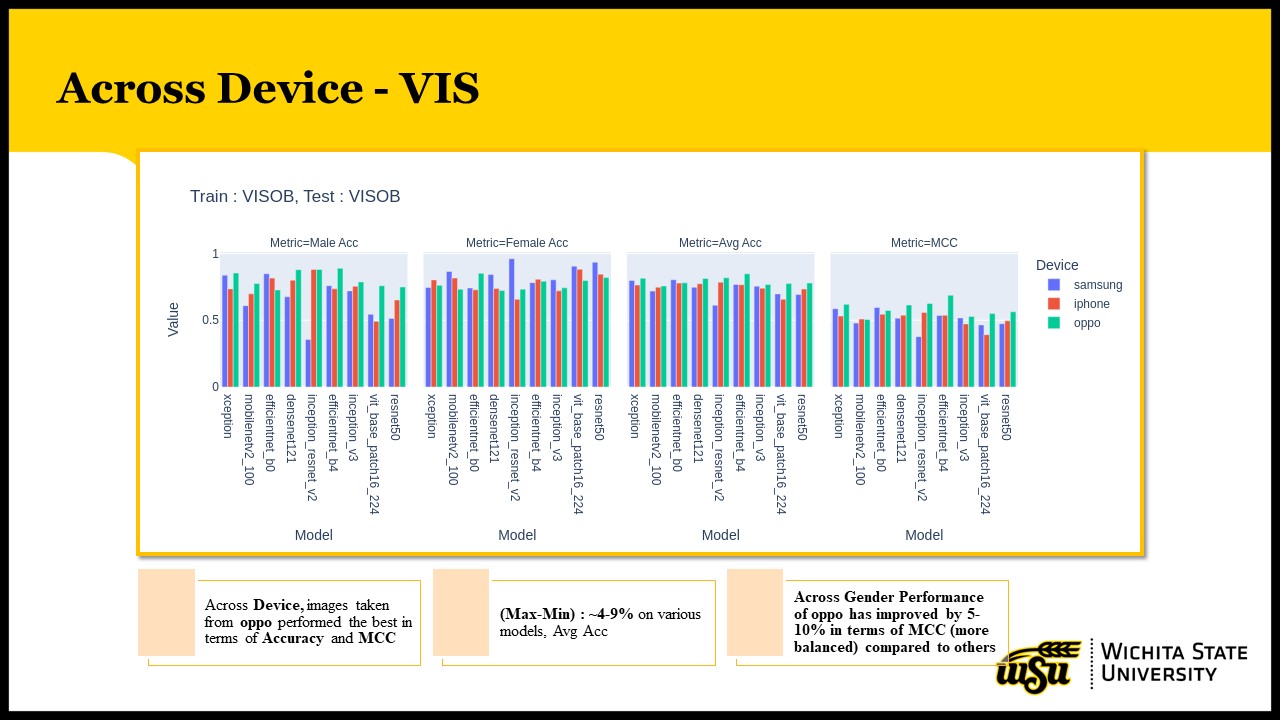 Across Device - VIS
Train : VISOB, Test : VISOB
Metric=Male Acc
Metric=Female Acc
Metric=Avg Acc
Metric=MCC
Value
1
0.5
0
xception
mobilenetv2_100
efficientnet_b0
densenet121
inception_resnet_v2
efficientnet_b4
inception_v3
vit_base_patch16_224
resnet50
xception
mobilenetv2_100
efficientnet_b0
densenet121
inception_resnet_v2
efficientnet_b4
inception_v3
vit_base_patch16_224
resnet50
xception
mobilenetv2_100
efficientnet_b0
densenet121
inception_resnet_v2
efficientnet_b4
inception_v3
vit_base_patch16_224
resnet50
xception
mobilenetv2_100
efficientnet_b0
densenet121
inception_resnet_v2
efficientnet_b4
inception_v3
vit_base_patch16_224
resnet50
Model
Model
Model
Model
Device
samsung
iphone
oppo
Across Device, images taken
from oppo performed the best in
terms of Accuracy and MCC
(Max-Min) : ~4-9% on various
models, Avg Acc
Across Gender Performance
of oppo has improved by 5-
10% in terms of MCC (more
balanced) compared to others
WSU
WICHITA STATE
UNIVERSITY